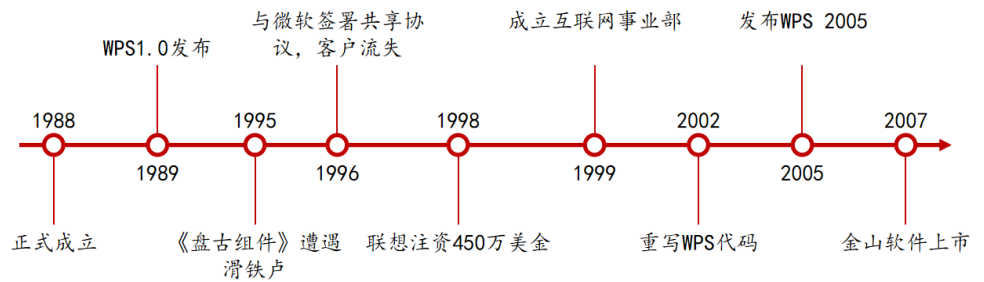 与微软签署共享协
议，客户流失
成立互联网事业部
发布WPS 2005
WPS1.0发布
1988
1995
1998
2002
2007
1989
1996
1999
2005
正式成立
《盘古组件》遭遇
滑铁卢
联想注资450万美金
重写WPS代码
金山软件上市